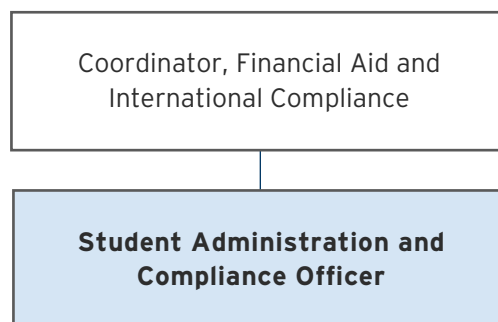 Coordinator, Financial Aid and
International Compliance
Student Administration and
Compliance Officer